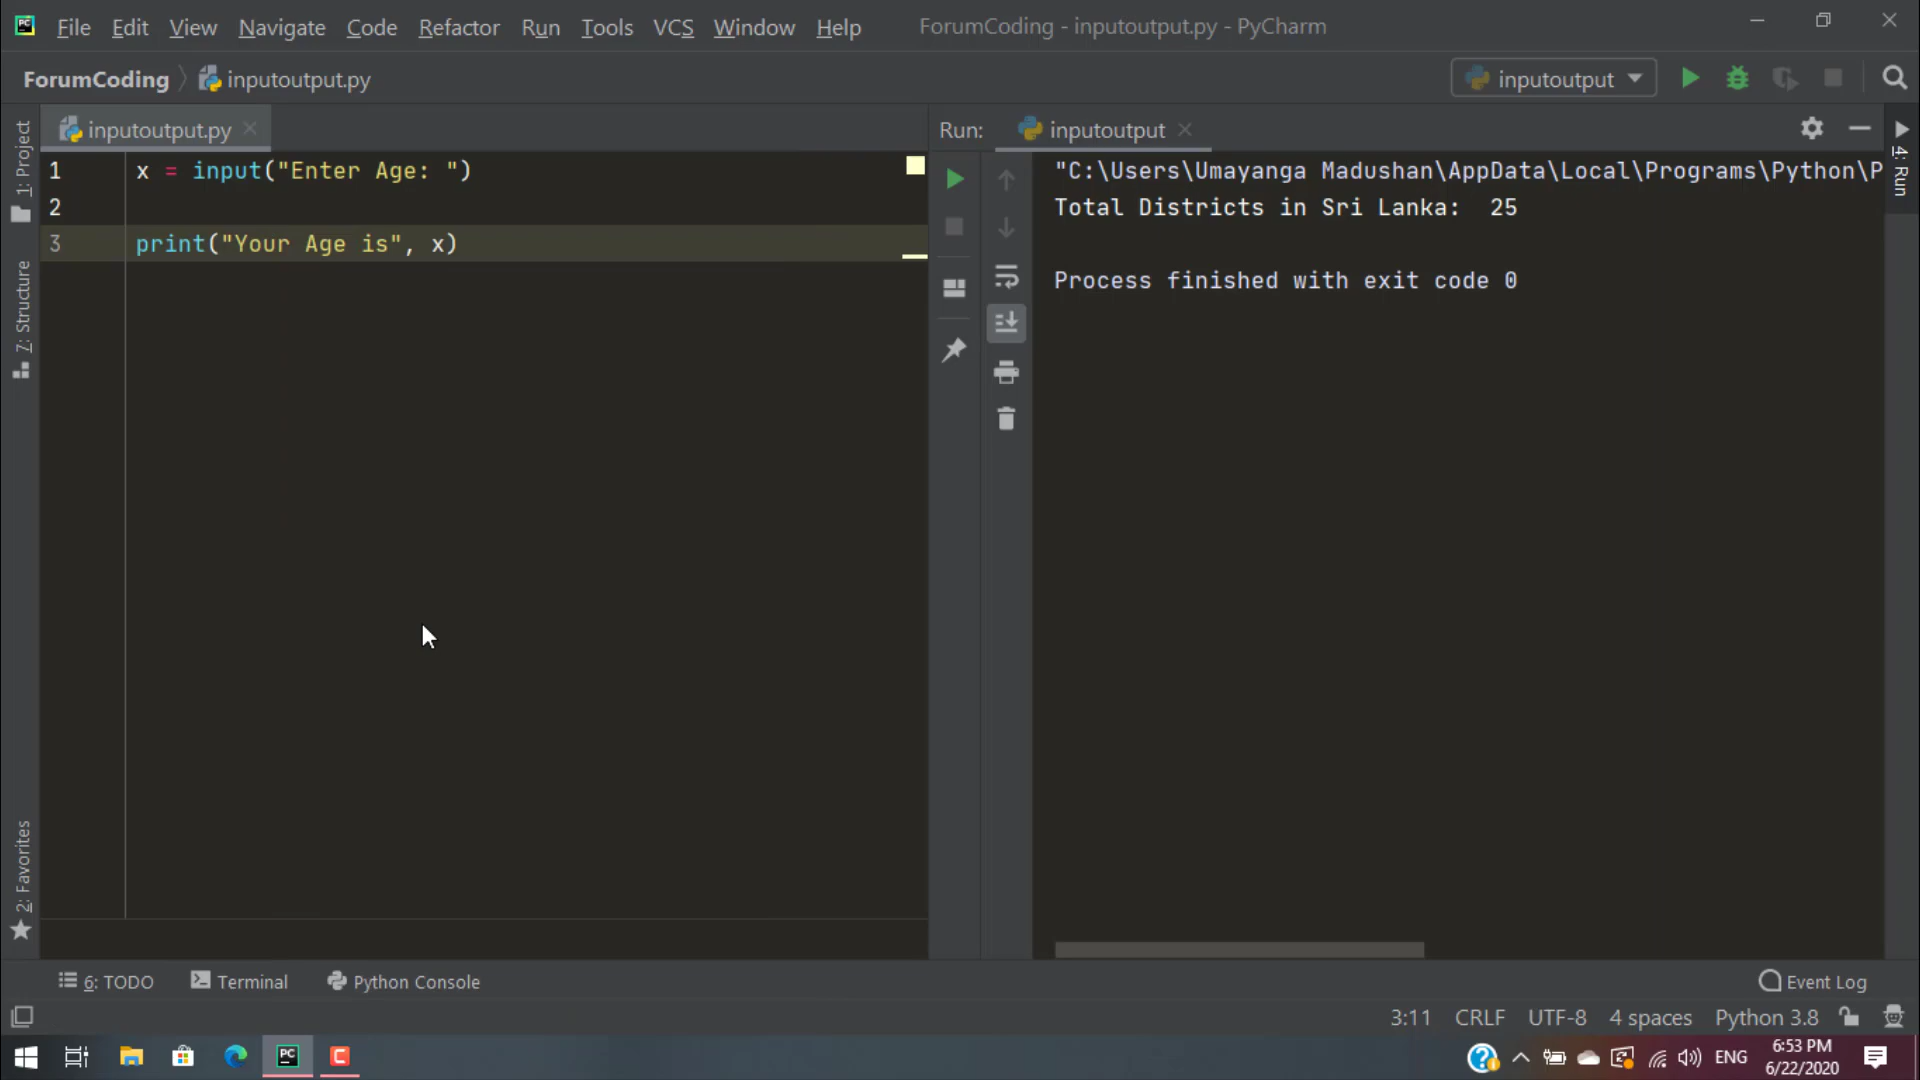 File Edit View Navigate Code Refactor Run Tools VCS Window Help ForumCoding - inputoutput.py - PyCharm
ForumCoding inputoutput.py inputoutput
inputoutput.py Run: inputoutput
1 x = input("Enter Age: ")
2
3 print("Your Age is", x)
"C:\Users\Umayanga Madushan\AppData\Local\Programs\Python\P
Total Districts in Sri Lanka:  25
Process finished with exit code 0
1: Project
7: Structure
2: Favorites
4: Run
6: TODO Terminal Python Console Event Log
3:11 CRLF UTF-8 4 spaces Python 3.8
PC C ENG 6:53 PM
6/22/2020